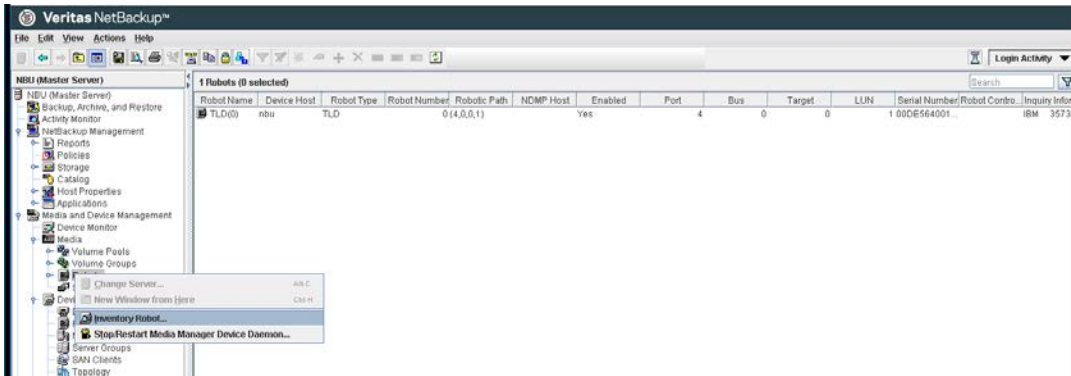 Veritas NetBackup™
File Edit View Actions Help
Login Activity
NBU (Master Server)
1 Robots (0 selected)
Search
NBU (Master Server)
Backup, Archive, and Restore
Activity Monitor
NetBackup Management
Reports
Policies
Storage
Catalog
Host Properties
Applications
Media and Device Management
Device Monitor
Media
Volume Pools
Volume Groups
Robot Name Device Host Robot Type Robot Number Robotic Path NDMP Host Enabled Port Bus Target LUN Serial Number Robot Contro... Inquiry Infor
TLD(0) nbu TLD 0 (4,0,0,1) Yes 4 0 0 1 00DE564001... IBM 3573
Change Server... Alt-C
Devi
New Window from Here Ctrl-H
Inventory Robot...
Stop/Restart Media Manager Device Daemon...
Server Groups
SAN Clients
Topology